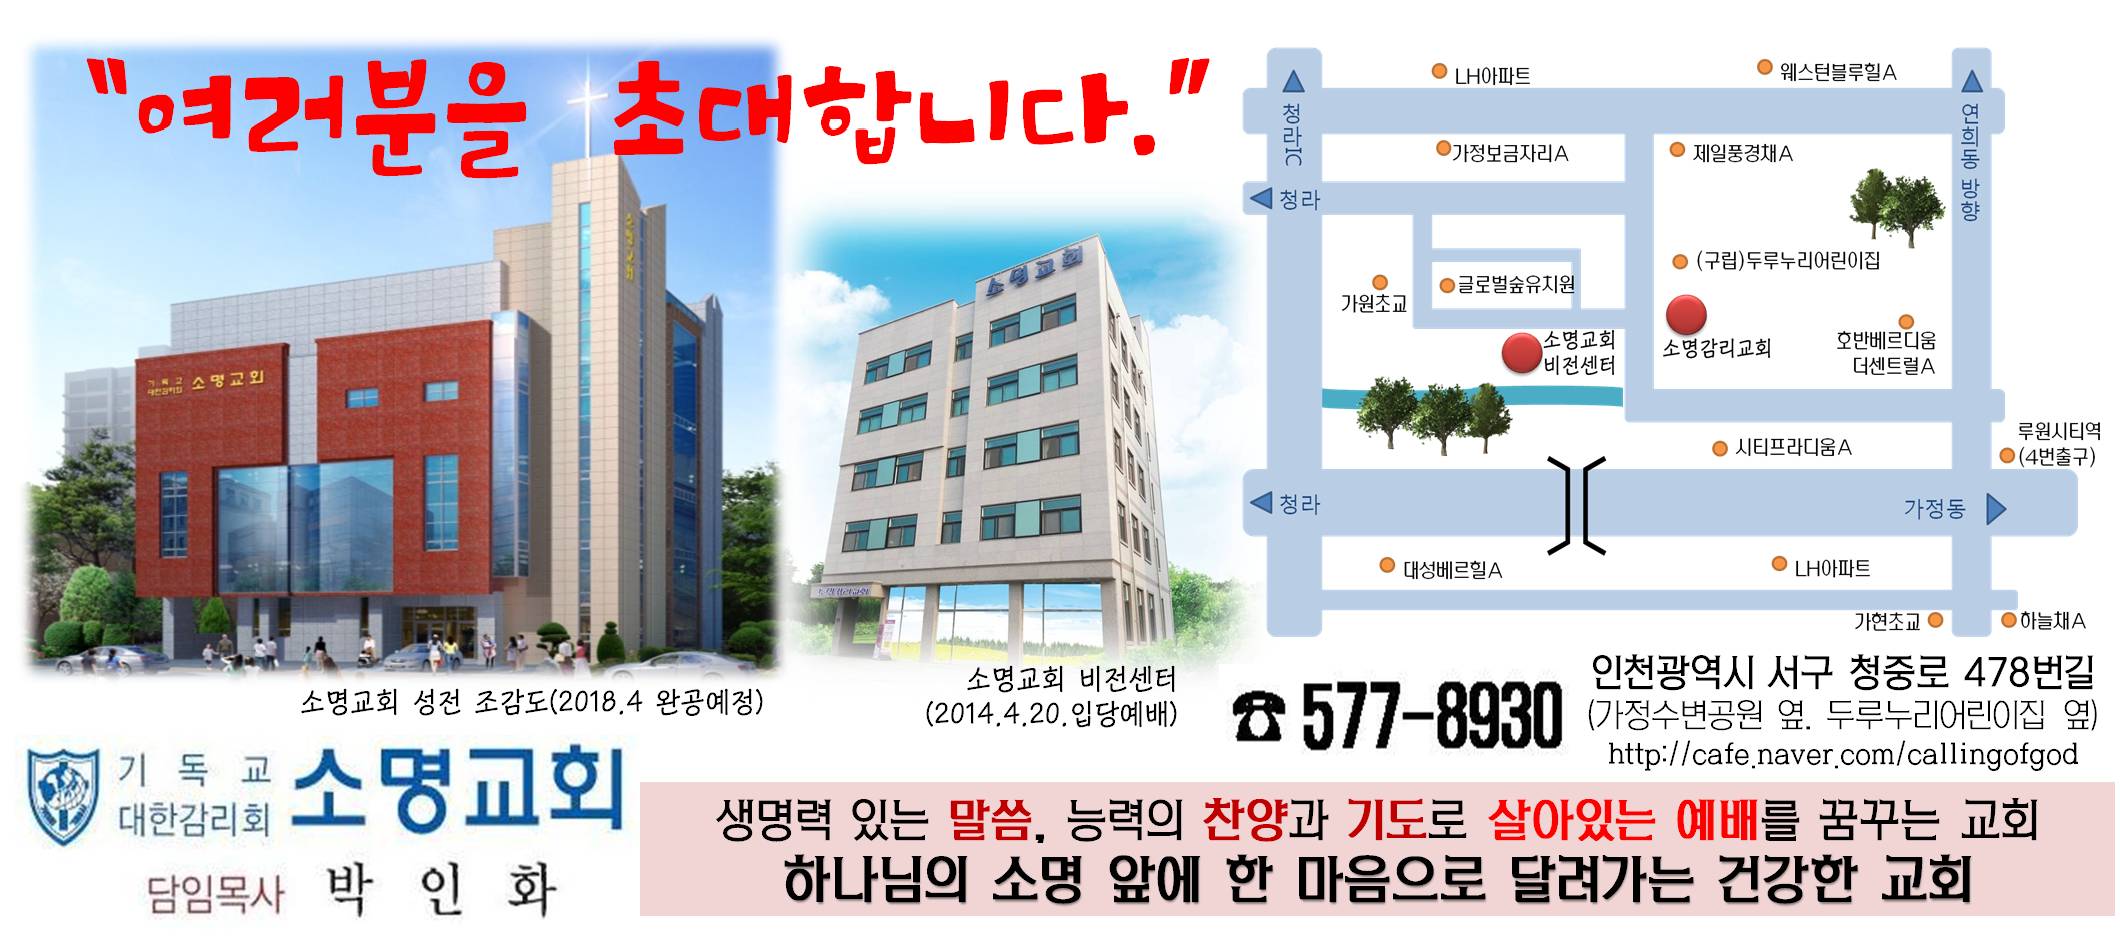 “여러분을 초대합니다.”
소명교회
기독교
대한감리회 소명교회
소명교회
소명감리교회
소명교회 성전 조감도(2018.4 완공예정)
소명교회 비전센터
(2014.4.20.입당예배)
LH아파트
웨스턴블루힐A
청라IC
연희동 방향
가정보금자리A
제일풍경채A
청라
(구립)두루누리어린이집
가원초교
글로벌숲유치원
소명교회
비전센터
소명감리교회
호반베르디움
더센트럴A
시티프라디움A
루원시티역
(4번출구)
청라
가정동
대성베르힐A
LH아파트
가현초교
하늘채A
☎577-8930
인천광역시 서구 청중로 478번길
(가정수변공원 옆. 두루누리어린이집 옆)
http://cafe.naver.com/callingofgod
기독교
대한감리회
소명교회
담임목사 박인화
생명력 있는 말씀, 능력의 찬양과 기도로 살아있는 예배를 꿈꾸는 교회
하나님의 소명 앞에 한 마음으로 달려가는 건강한 교회